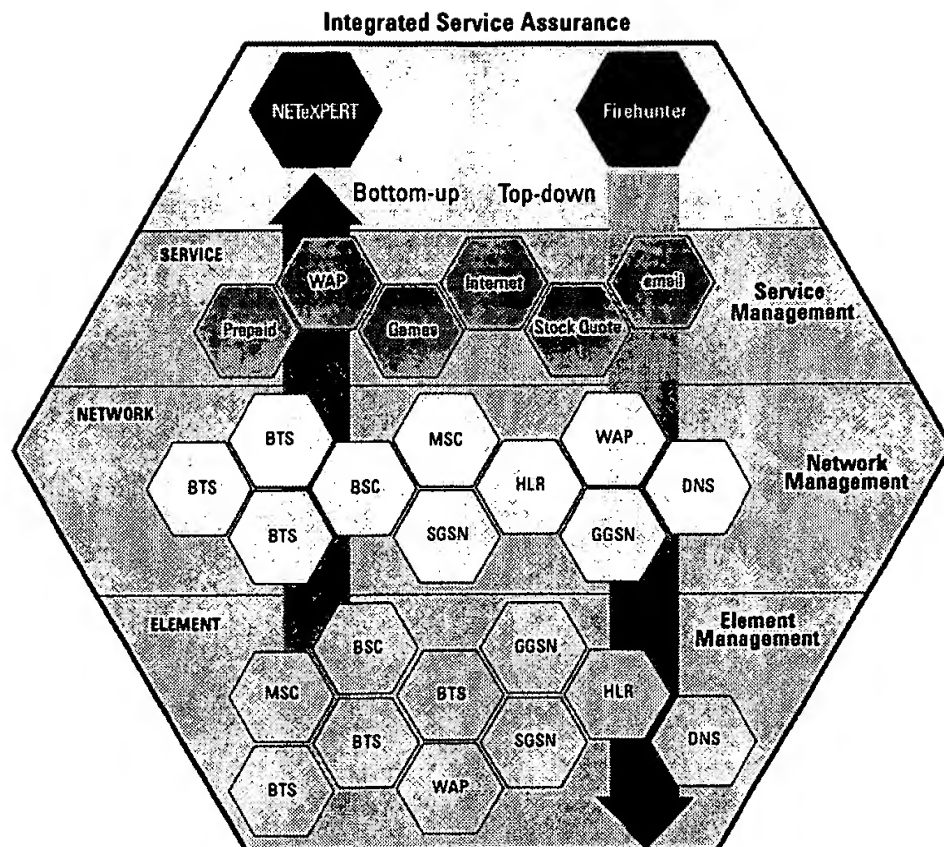 Integrated Service Assurance
NETeXPERT
Firehunter
Bottom-up
Top-down
SERVICE
WAP
Internet
email
Prepaid
Games
Stock Quote
Service
Management
NETWORK
BTS
MSC
WAP
BTS
BSC
HLR
DNS
Network
Management
BTS
SGSN
GGSN
ELEMENT
Element
Management
BSC
GGSN
MSC
BTS
HLR
BTS
SGSN
DNS
BTS
WAP